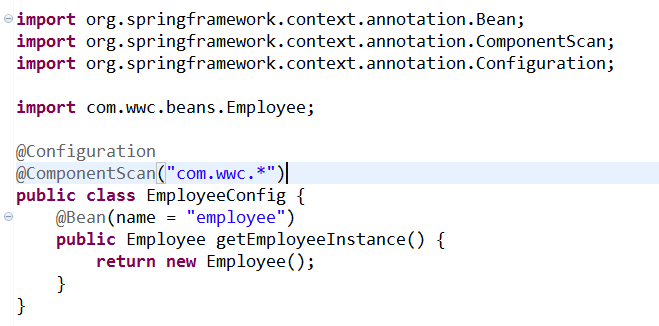 import org.springframework.context.annotation.Bean;
import org.springframework.context.annotation.ComponentScan;
import org.springframework.context.annotation.Configuration;
import com.wwc.beans.Employee;
@Configuration
@ComponentScan("com.wwc.*")
public class EmployeeConfig {
    @Bean(name = "employee")
    public Employee getEmployeeInstance() {
        return new Employee();
    }
}